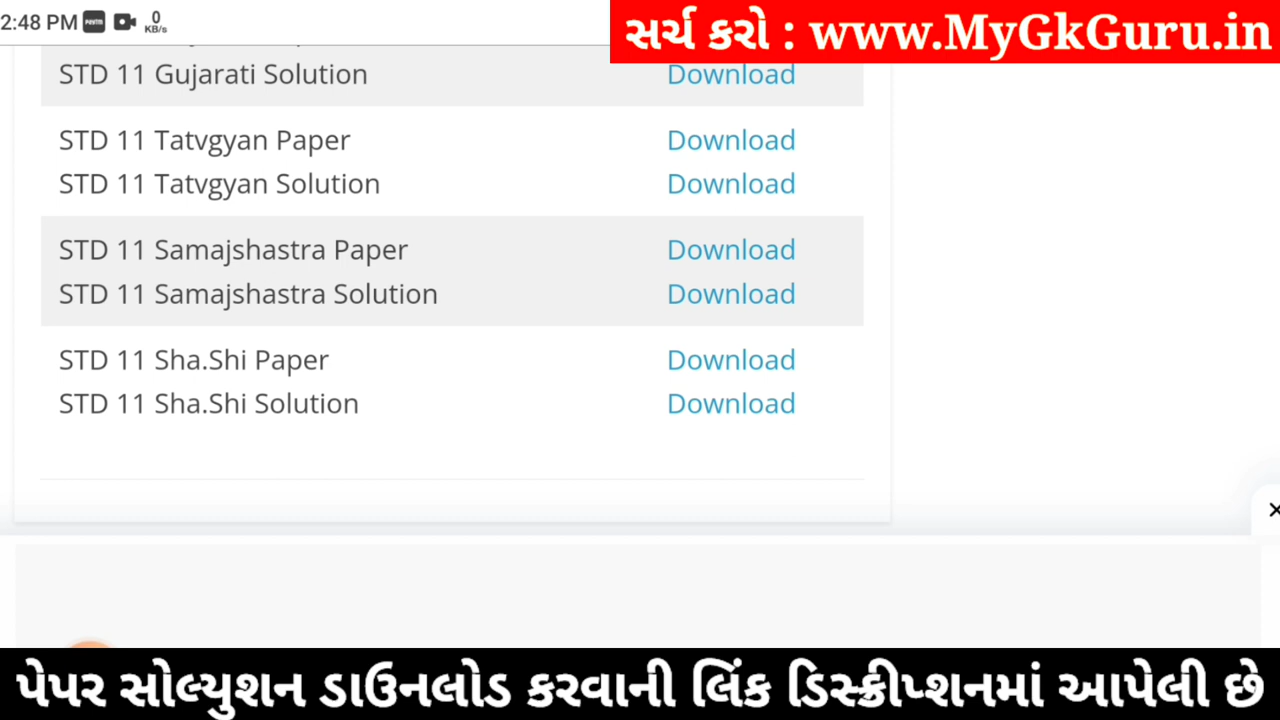 2:48 PM
0
KB/s
સર્ચ કરો : www.MyGkGuru.in
STD 11 Gujarati Solution Download
STD 11 Tatvgyan Paper Download
STD 11 Tatvgyan Solution Download
STD 11 Samajshastra Paper Download
STD 11 Samajshastra Solution Download
STD 11 Sha.Shi Paper Download
STD 11 Sha.Shi Solution Download
પેપર સોલ્યુશન ડાઉનલોડ કરવાની લિંક ડિસ્ક્રીપ્શનમાં આપેલી છે